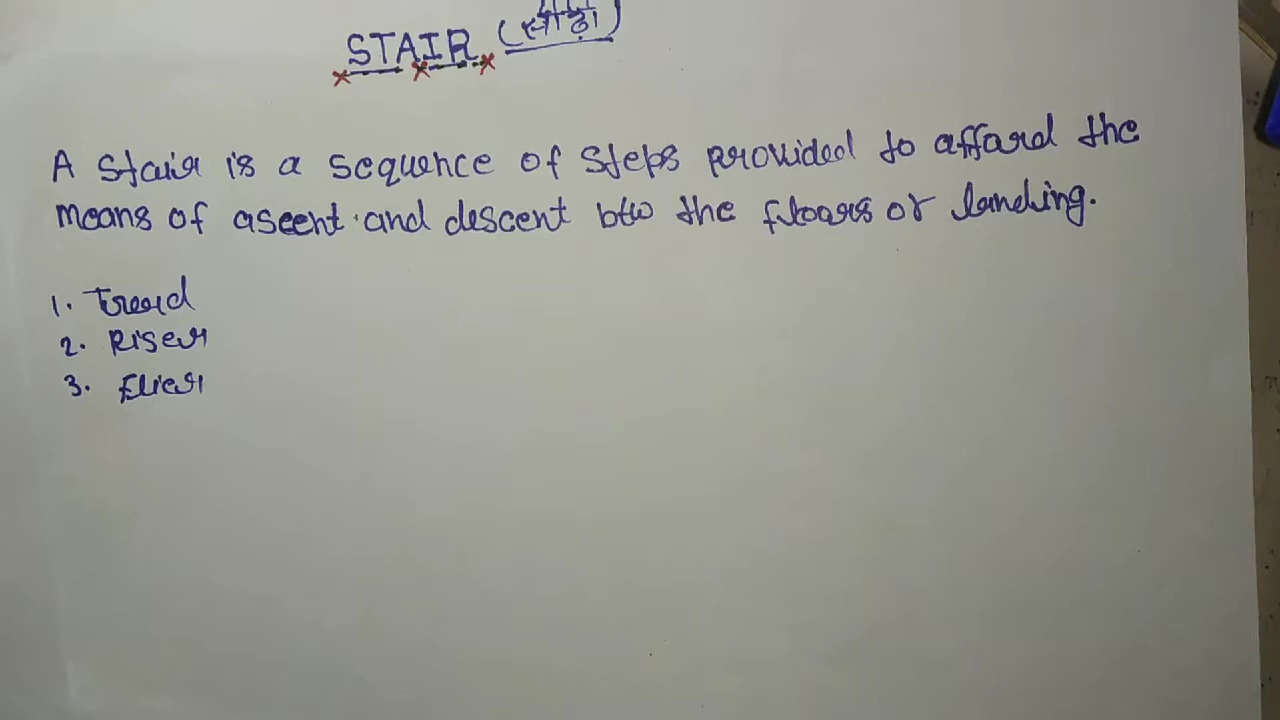 STAIR (सीढ़ी)
A Stair is a sequence of Steps provided to afford the
means of ascent and descent btw the floors or landing.
1. Tread
2. Riser
3. Flier